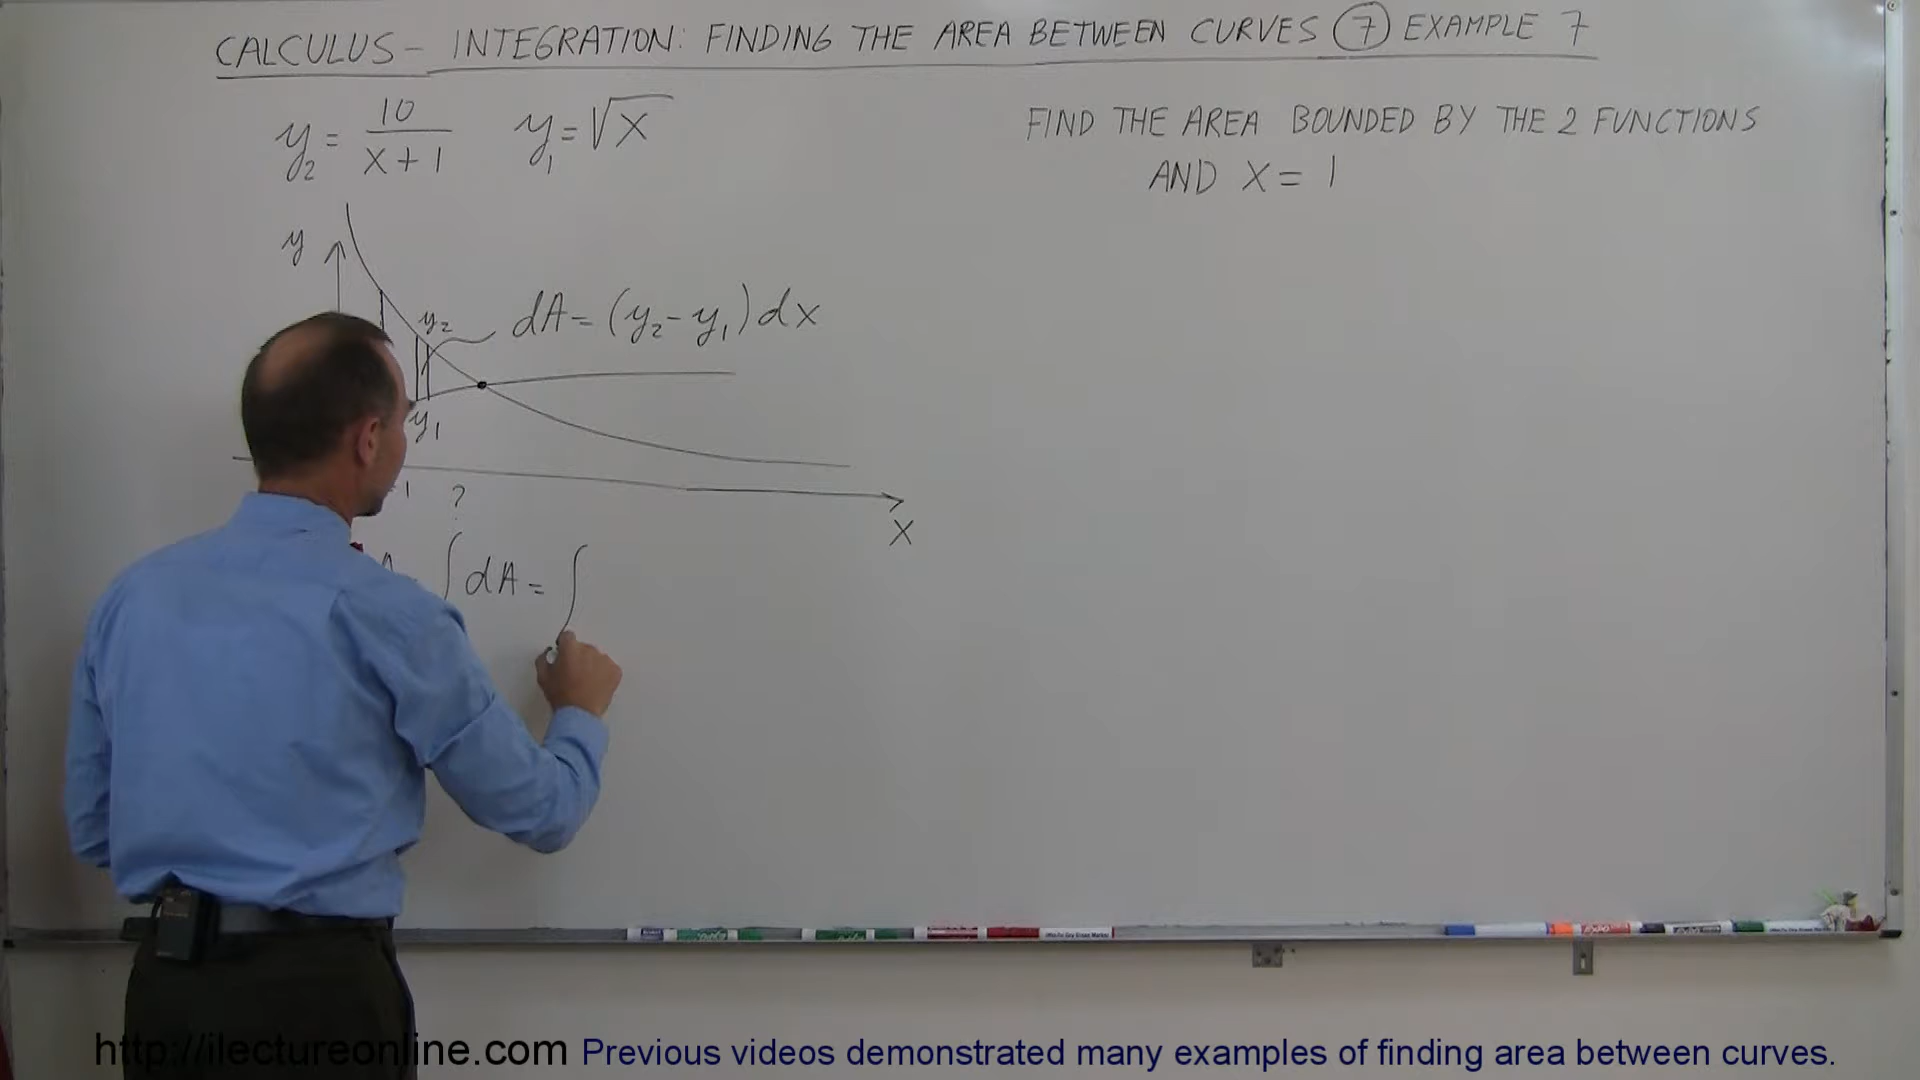 CALCULUS - INTEGRATION: FINDING THE AREA BETWEEN CURVES 7 EXAMPLE 7
y₂ = 10/(x+1) y₁ = √x
FIND THE AREA BOUNDED BY THE 2 FUNCTIONS
AND X = 1
y
y₂
dA = (y₂ - y₁) dx
y₁
1 ?
X
A = ∫ dA = ∫
http://ilectureonline.com Previous videos demonstrated many examples of finding area between curves.